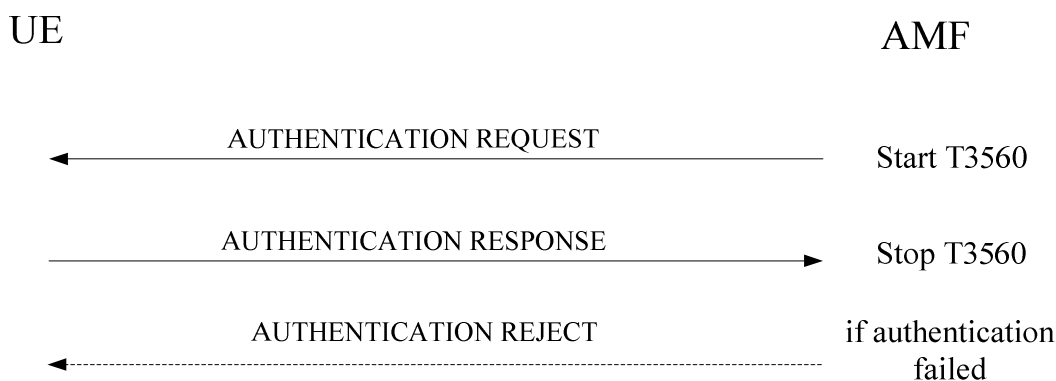 UE
AMF
AUTHENTICATION REQUEST
Start T3560
AUTHENTICATION RESPONSE
Stop T3560
AUTHENTICATION REJECT
if authentication
failed